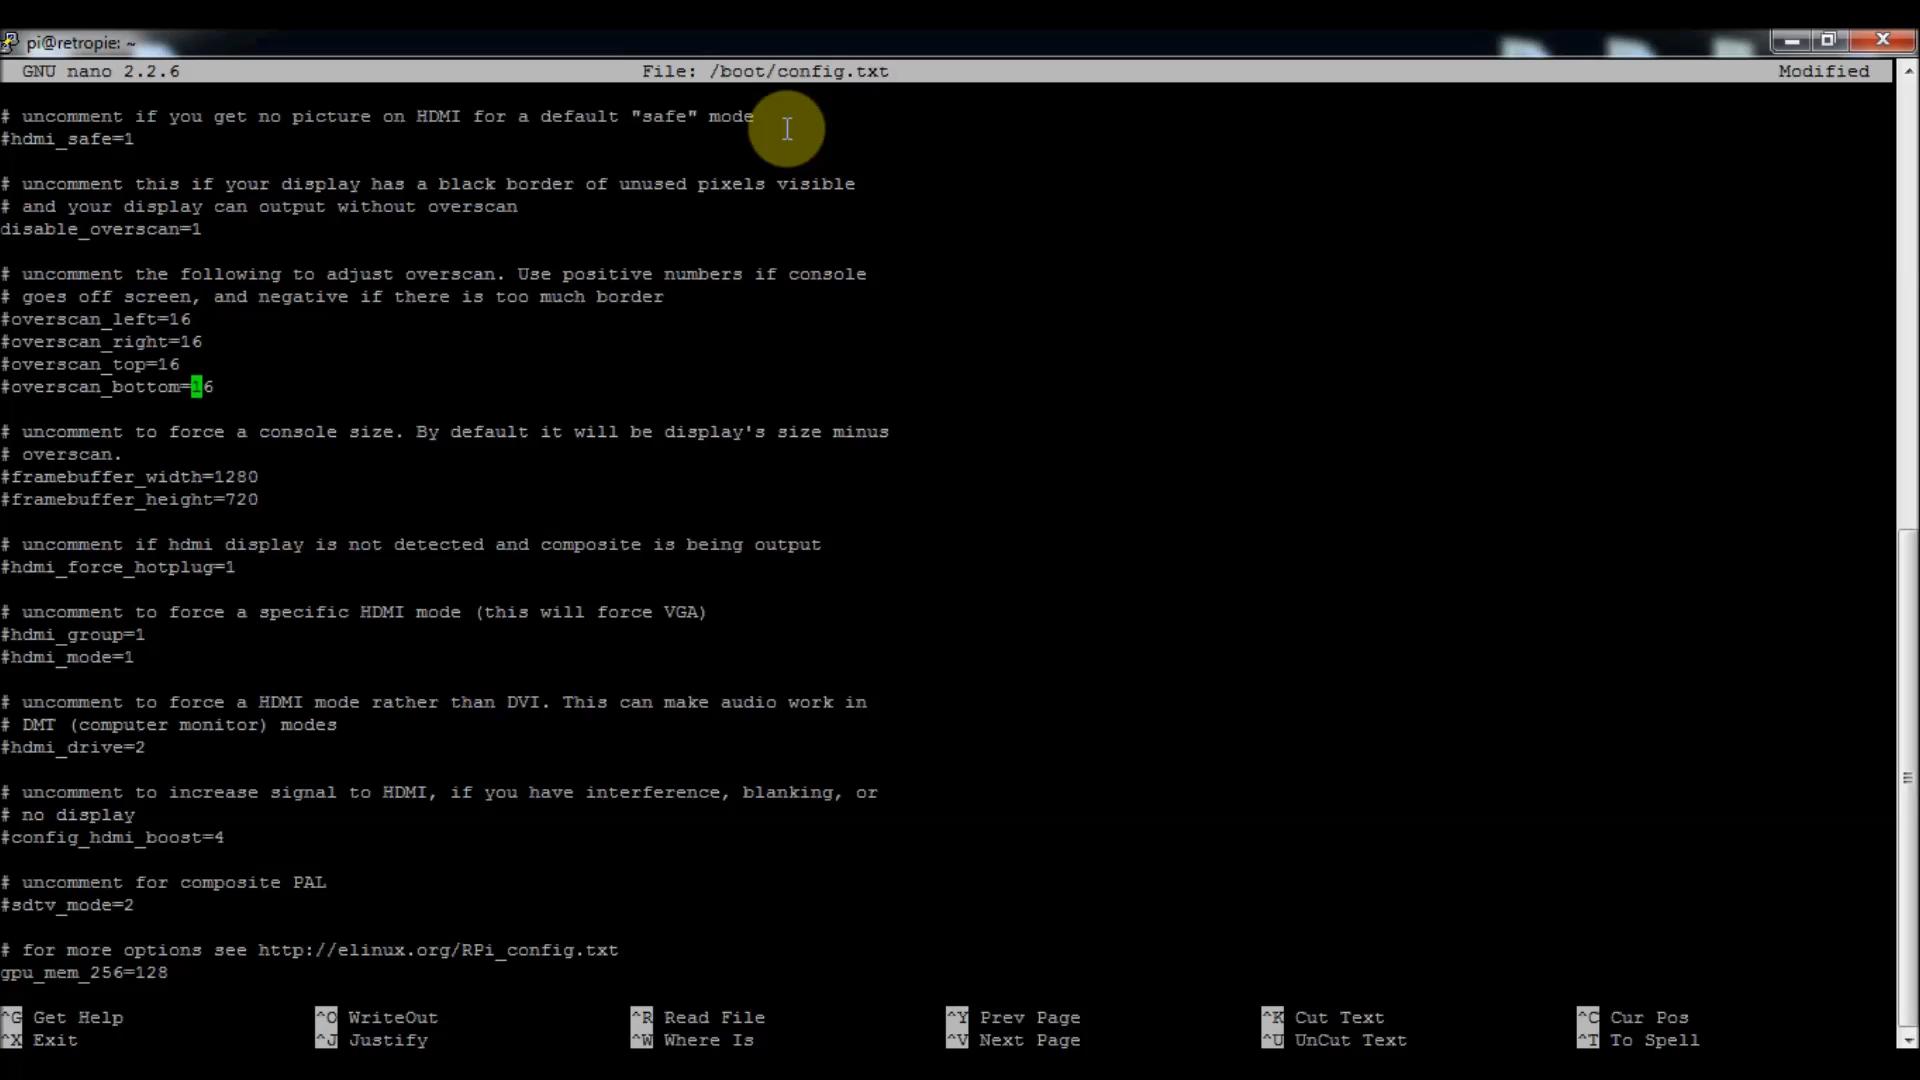 pi@retropie: ~
GNU nano 2.2.6 File: /boot/config.txt Modified
# uncomment if you get no picture on HDMI for a default "safe" mode
#hdmi_safe=1
# uncomment this if your display has a black border of unused pixels visible
# and your display can output without overscan
disable_overscan=1
# uncomment the following to adjust overscan. Use positive numbers if console
# goes off screen, and negative if there is too much border
#overscan_left=16
#overscan_right=16
#overscan_top=16
#overscan_bottom=16
# uncomment to force a console size. By default it will be display's size minus
# overscan.
#framebuffer_width=1280
#framebuffer_height=720
# uncomment if hdmi display is not detected and composite is being output
#hdmi_force_hotplug=1
# uncomment to force a specific HDMI mode (this will force VGA)
#hdmi_group=1
#hdmi_mode=1
# uncomment to force a HDMI mode rather than DVI. This can make audio work in
# DMT (computer monitor) modes
#hdmi_drive=2
# uncomment to increase signal to HDMI, if you have interference, blanking, or
# no display
#config_hdmi_boost=4
# uncomment for composite PAL
#sdtv_mode=2
# for more options see http://elinux.org/RPi_config.txt
gpu_mem_256=128
^G Get Help ^O WriteOut ^R Read File ^Y Prev Page ^K Cut Text ^C Cur Pos
^X Exit ^J Justify ^W Where Is ^V Next Page ^U UnCut Text ^T To Spell